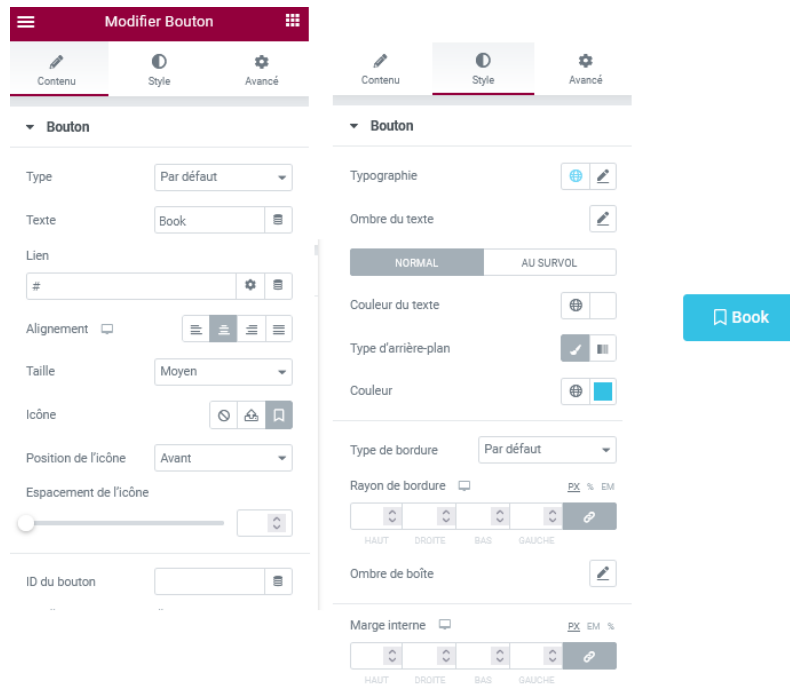 Modifier Bouton
Contenu
Style
Avancé
Bouton
Type
Par défaut
Texte
Book
Lien
#
Alignement
Taille
Moyen
Icône
Position de l'icône
Avant
Espacement de l'icône
ID du bouton
Contenu
Style
Avancé
Bouton
Typographie
Ombre du texte
NORMAL
AU SURVOL
Couleur du texte
Type d'arrière-plan
Couleur
Type de bordure
Par défaut
Rayon de bordure
PX % EM
HAUT DROITE BAS GAUCHE
Ombre de boîte
Marge interne
PX EM %
HAUT DROITE BAS GAUCHE
Book